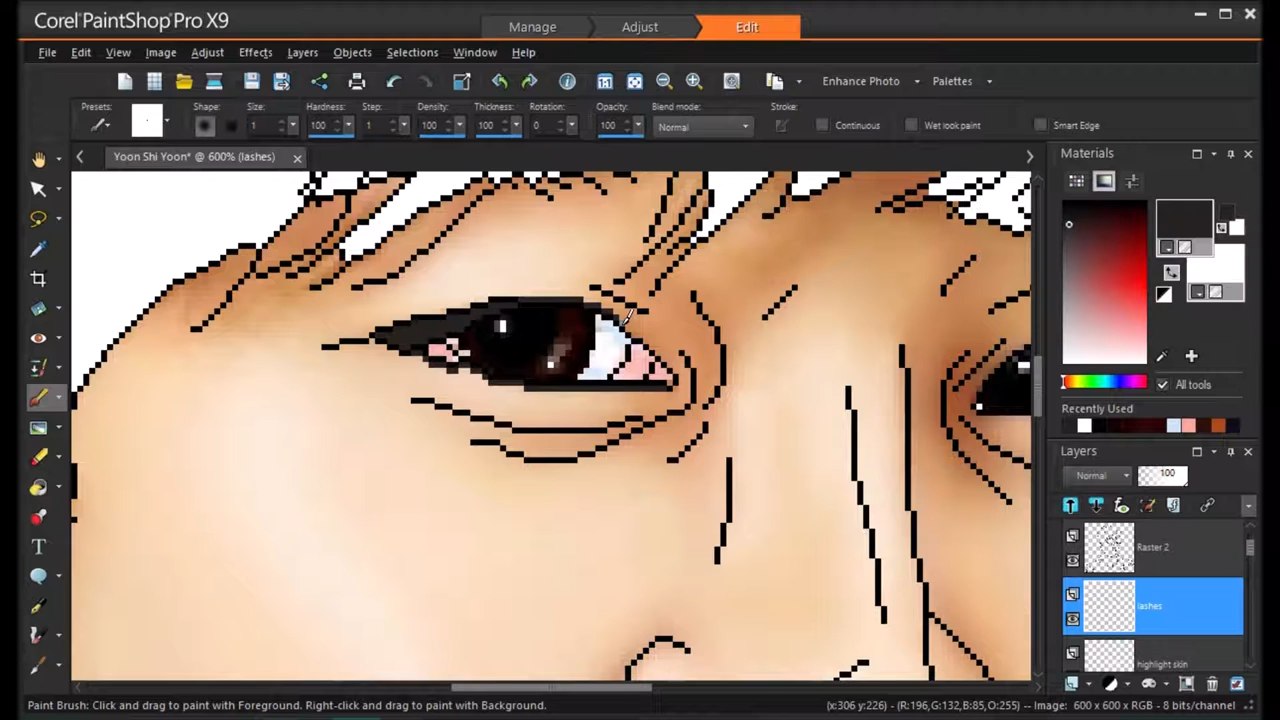 Corel PaintShop Pro X9
Manage Adjust Edit
File Edit View Image Adjust Effects Layers Objects Selections Window Help
Enhance Photo Palettes
Presets: Shape: Size: Hardness: Step: Density: Thickness: Rotation: Opacity: Blend mode: Stroke:
1 100 1 100 100 0 100 Normal Continuous Wet look paint Smart Edge
Yoon Shi Yoon* @ 600% (lashes)
Materials
All tools
Recently Used
Layers
Normal 100
Raster 2
lashes
highlight skin
Paint Brush: Click and drag to paint with Foreground. Right-click and drag to paint with Background.
(x:306 y:226) - (R:196,G:132,B:85,O:255) -- Image: 600 x 600 x RGB - 8 bits/channel